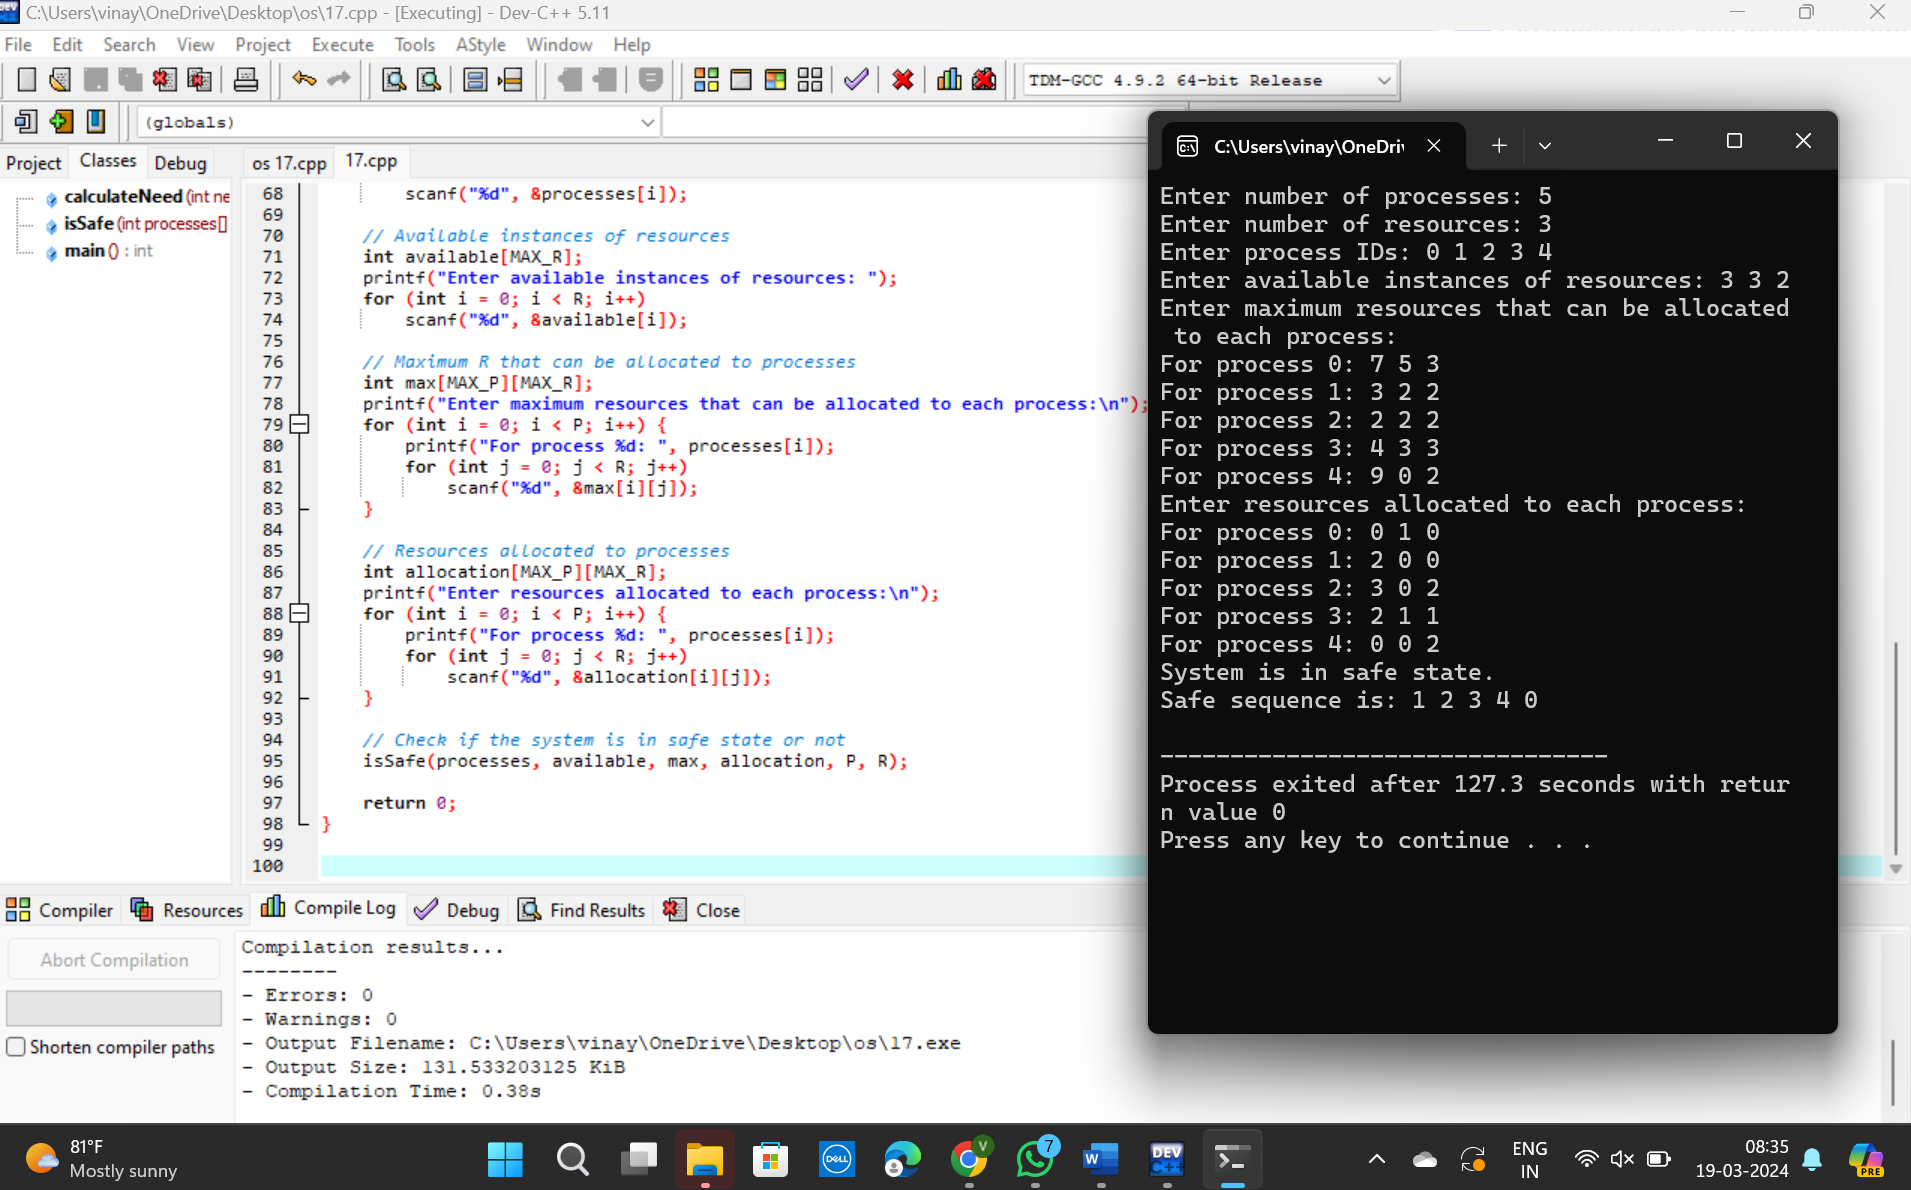 C:\Users\vinay\OneDrive\Desktop\os\17.cpp - [Executing] - Dev-C++ 5.11
File Edit Search View Project Execute Tools AStyle Window Help
TDM-GCC 4.9.2 64-bit Release
(globals)
Project Classes Debug
os 17.cpp 17.cpp
calculateNeed (int ne
isSafe (int processes[]
main () : int
68 scanf("%d", &processes[i]);
69
70 // Available instances of resources
71 int available[MAX_R];
72 printf("Enter available instances of resources: ");
73 for (int i = 0; i < R; i++)
74 scanf("%d", &available[i]);
75
76 // Maximum R that can be allocated to processes
77 int max[MAX_P][MAX_R];
78 printf("Enter maximum resources that can be allocated to each process:\n");
79 for (int i = 0; i < P; i++) {
80 printf("For process %d: ", processes[i]);
81 for (int j = 0; j < R; j++)
82 scanf("%d", &max[i][j]);
83 }
84
85 // Resources allocated to processes
86 int allocation[MAX_P][MAX_R];
87 printf("Enter resources allocated to each process:\n");
88 for (int i = 0; i < P; i++) {
89 printf("For process %d: ", processes[i]);
90 for (int j = 0; j < R; j++)
91 scanf("%d", &allocation[i][j]);
92 }
93
94 // Check if the system is in safe state or not
95 isSafe(processes, available, max, allocation, P, R);
96
97 return 0;
98 }
99
100
C:\Users\vinay\OneDri
Enter number of processes: 5
Enter number of resources: 3
Enter process IDs: 0 1 2 3 4
Enter available instances of resources: 3 3 2
Enter maximum resources that can be allocated
to each process:
For process 0: 7 5 3
For process 1: 3 2 2
For process 2: 2 2 2
For process 3: 4 3 3
For process 4: 9 0 2
Enter resources allocated to each process:
For process 0: 0 1 0
For process 1: 2 0 0
For process 2: 3 0 2
For process 3: 2 1 1
For process 4: 0 0 2
System is in safe state.
Safe sequence is: 1 2 3 4 0
--------------------------------
Process exited after 127.3 seconds with retur
n value 0
Press any key to continue . . .
Compiler Resources Compile Log Debug Find Results Close
Abort Compilation
Shorten compiler paths
Compilation results...
--------
- Errors: 0
- Warnings: 0
- Output Filename: C:\Users\vinay\OneDrive\Desktop\os\17.exe
- Output Size: 131.533203125 KiB
- Compilation Time: 0.38s
81°F
Mostly sunny
DELL
V
7
W
DEV
C++
ENG
IN
08:35
19-03-2024
PRE